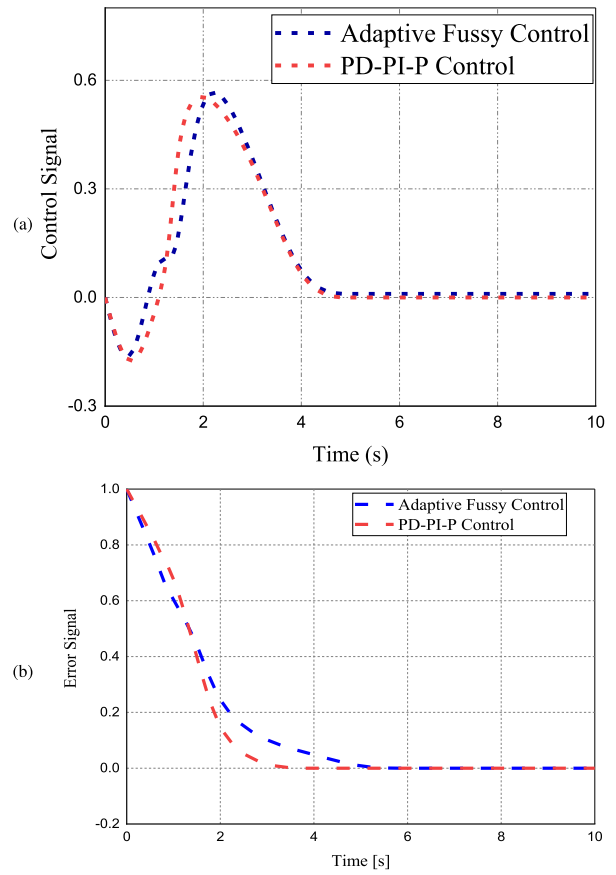 (a)
Control Signal
Adaptive Fussy Control
PD-PI-P Control
0.6
0.3
0.0
-0.3
0 2 4 6 8 10
Time (s)
(b)
Error Signal
Adaptive Fussy Control
PD-PI-P Control
1.0
0.8
0.6
0.4
0.2
0.0
-0.2
0 2 4 6 8 10
Time [s]